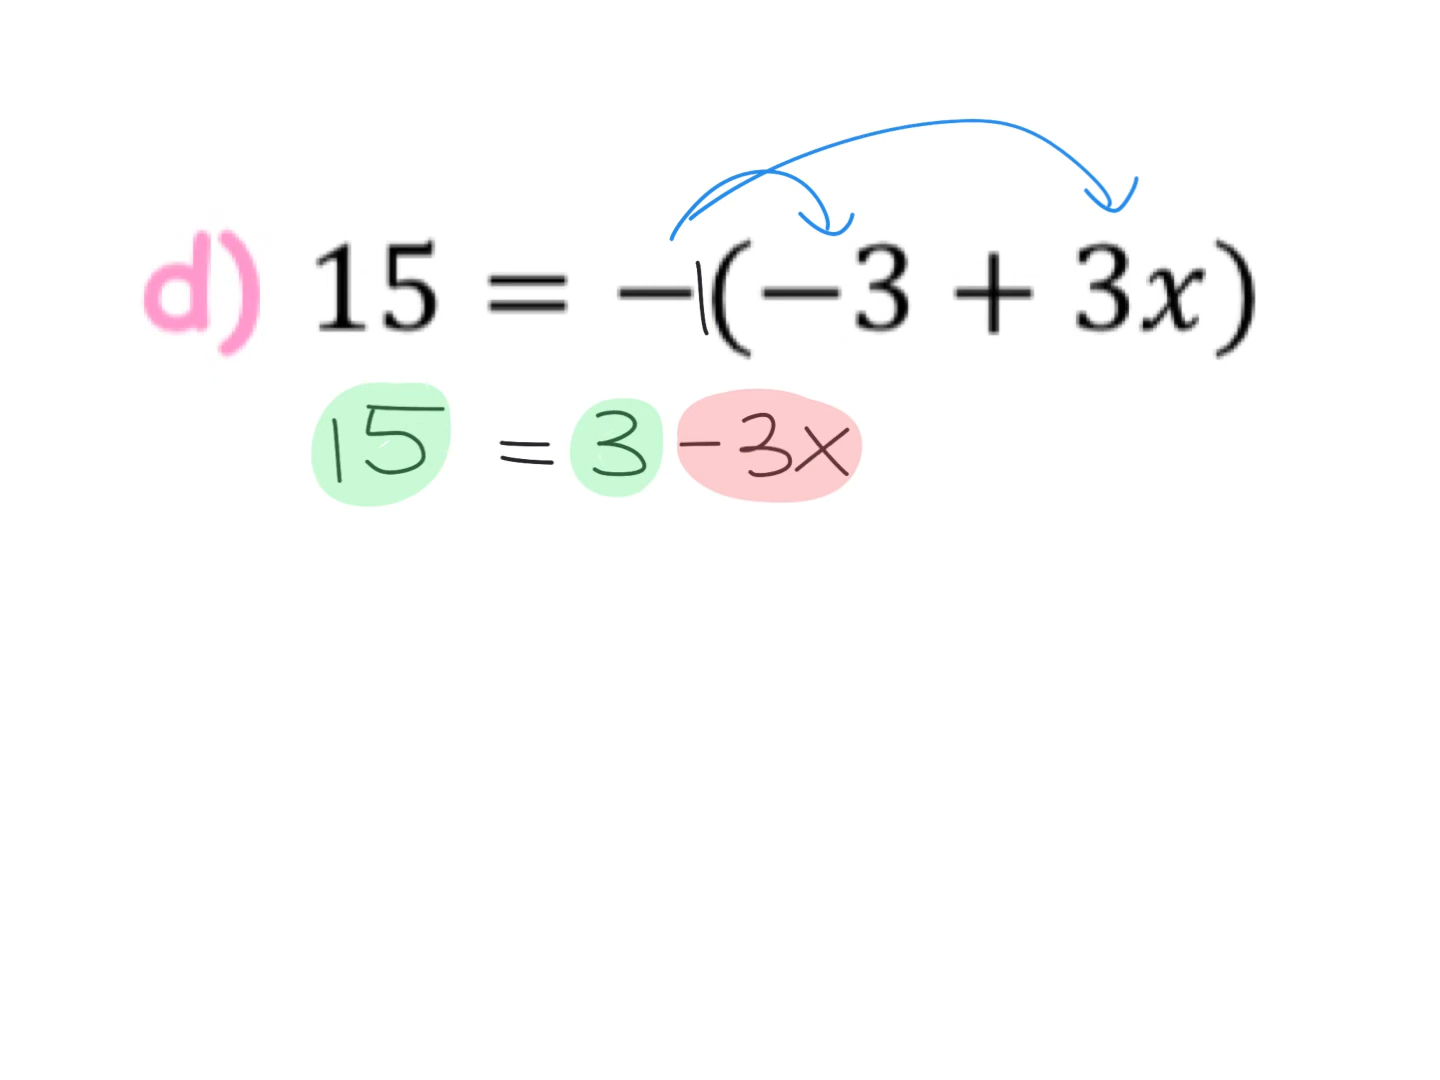 d) 15 = −1(−3 + 3x)
15 = 3 − 3x